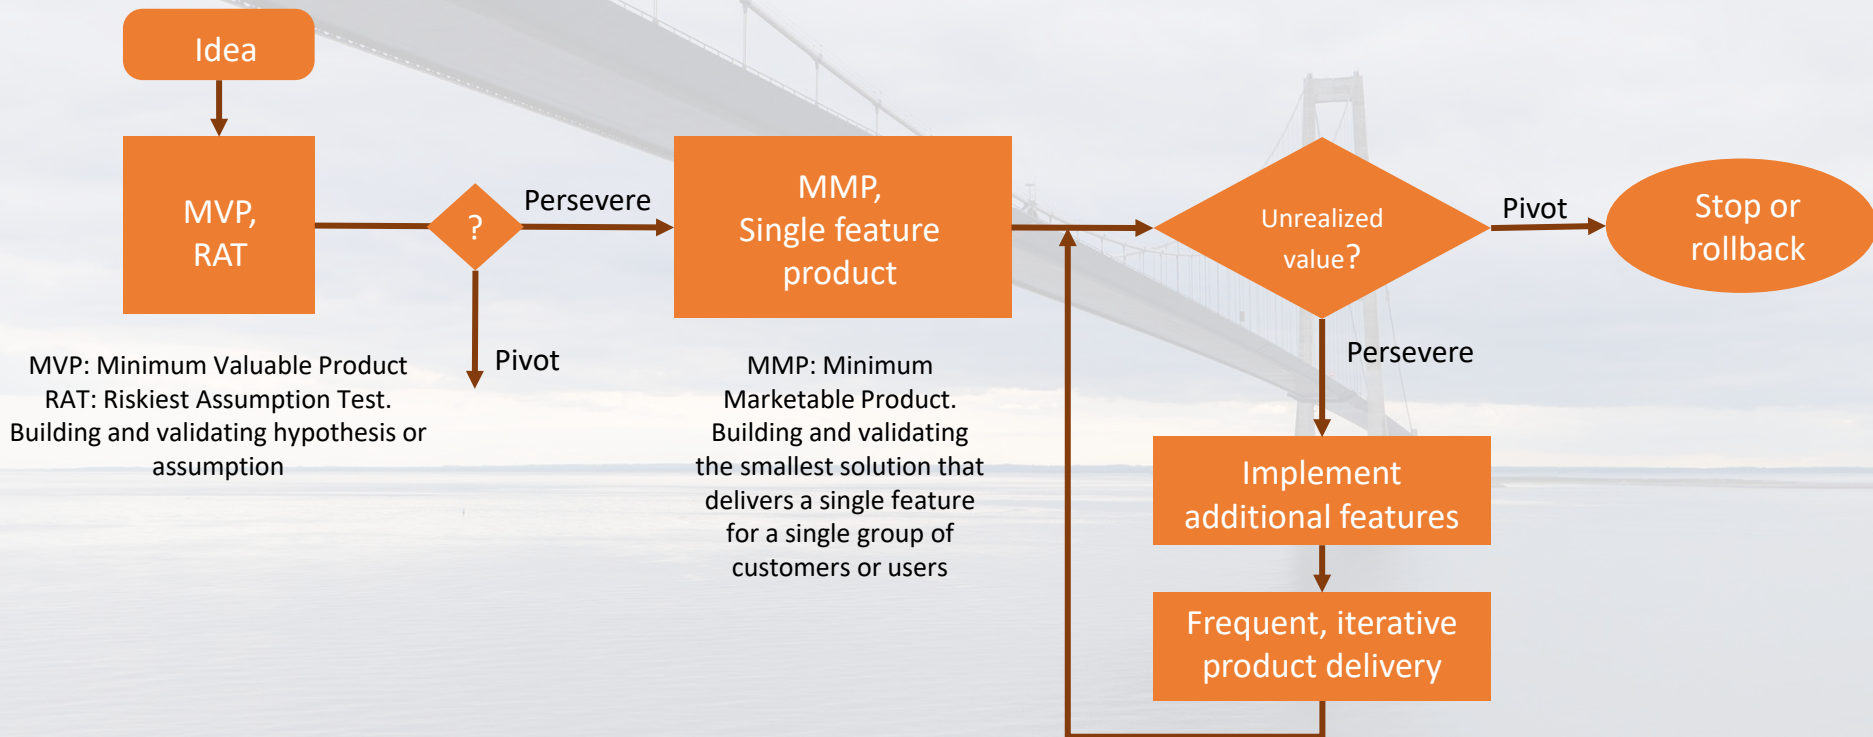 Idea
MVP,
RAT
?
Persevere
Pivot
MVP: Minimum Valuable Product
RAT: Riskiest Assumption Test.
Building and validating hypothesis or
assumption
MMP,
Single feature
product
MMP: Minimum
Marketable Product.
Building and validating
the smallest solution that
delivers a single feature
for a single group of
customers or users
Unrealized
value?
Pivot
Stop or
rollback
Persevere
Implement
additional features
Frequent, iterative
product delivery